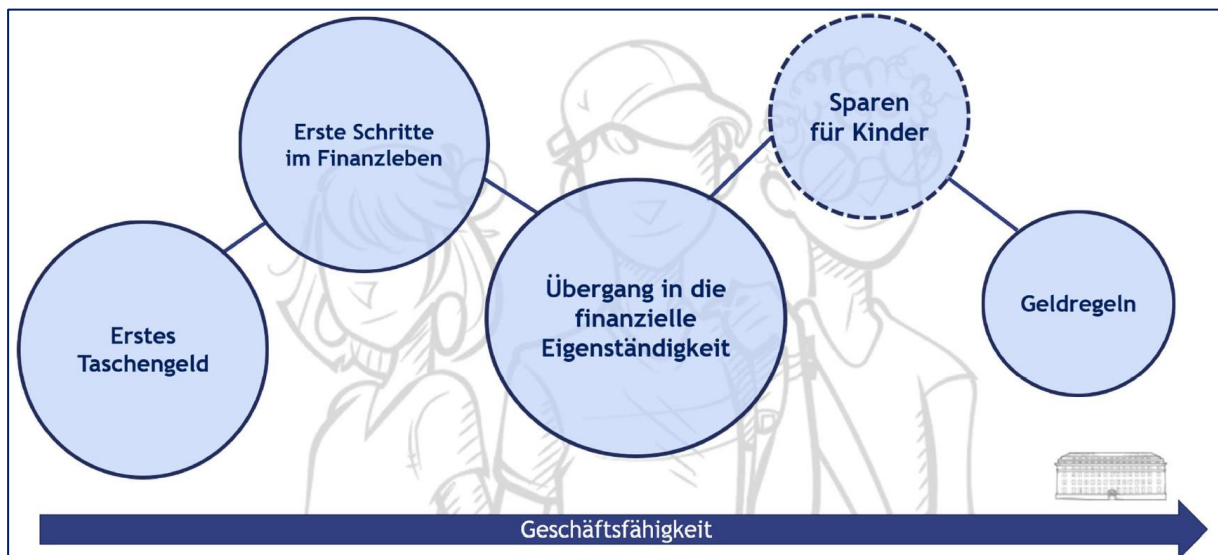 Erstes
Taschengeld
Erste Schritte
im Finanzleben
Übergang in die
finanzielle
Eigenständigkeit
Sparen
für Kinder
Geldregeln
Geschäftsfähigkeit